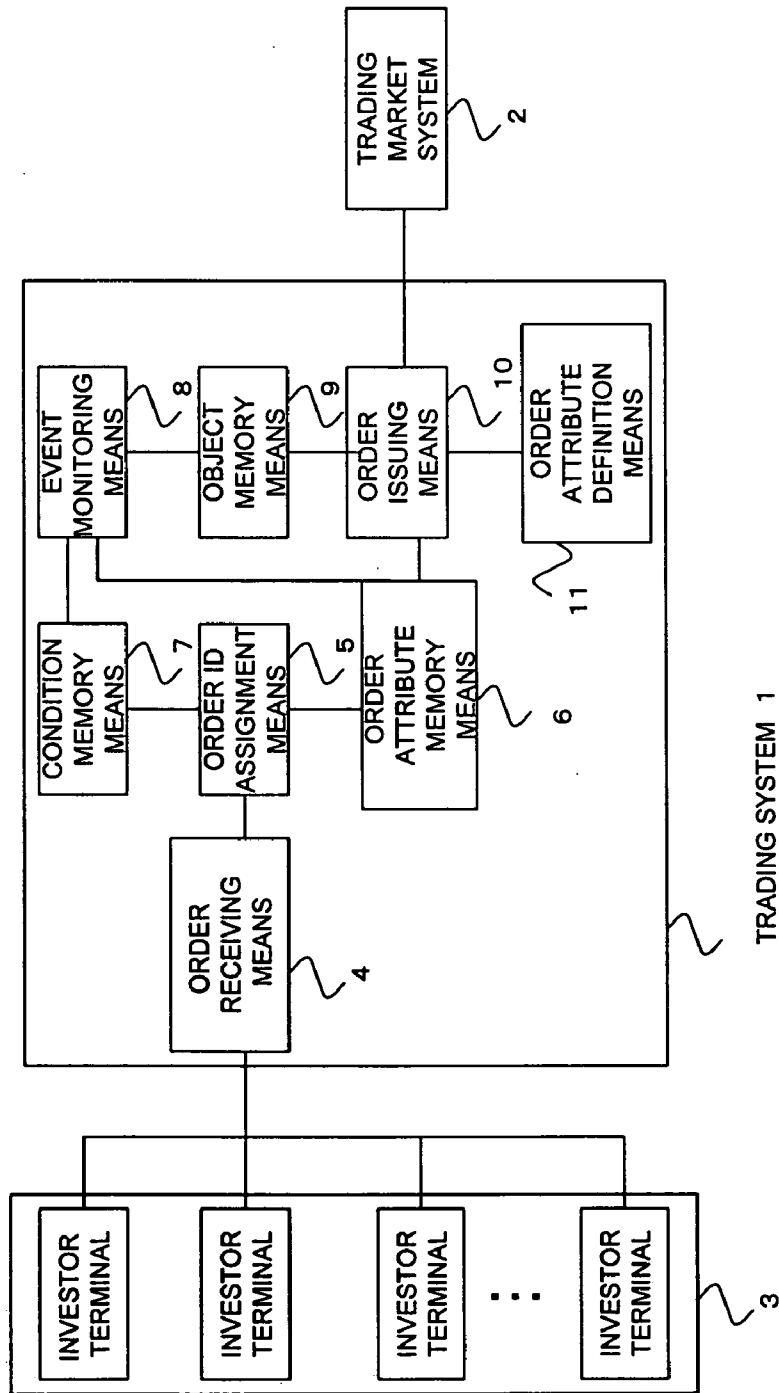 INVESTOR
TERMINAL
INVESTOR
TERMINAL
INVESTOR
TERMINAL
...
INVESTOR
TERMINAL
3
ORDER
RECEIVING
MEANS
4
CONDITION
MEMORY
MEANS
7
ORDER ID
ASSIGNMENT
MEANS
5
ORDER
ATTRIBUTE
MEMORY
MEANS
6
EVENT
MONITORING
MEANS
8
OBJECT
MEMORY
MEANS
9
ORDER
ISSUING
MEANS
10
ORDER
ATTRIBUTE
DEFINITION
MEANS
11
TRADING
MARKET
SYSTEM
2
TRADING SYSTEM 1